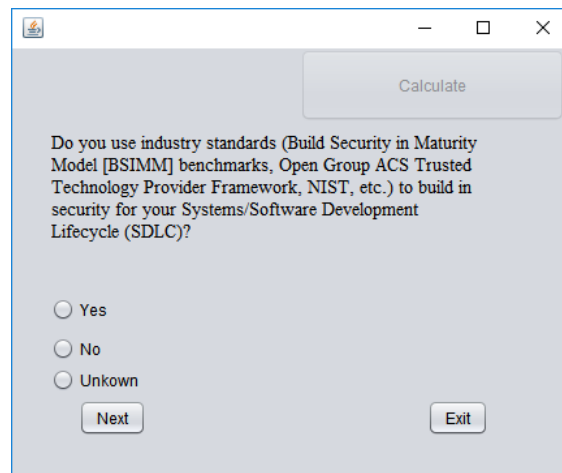 Calculate
Do you use industry standards (Build Security in Maturity
Model [BSIMM] benchmarks, Open Group ACS Trusted
Technology Provider Framework, NIST, etc.) to build in
security for your Systems/Software Development
Lifecycle (SDLC)?
Yes
No
Unkown
Next Exit